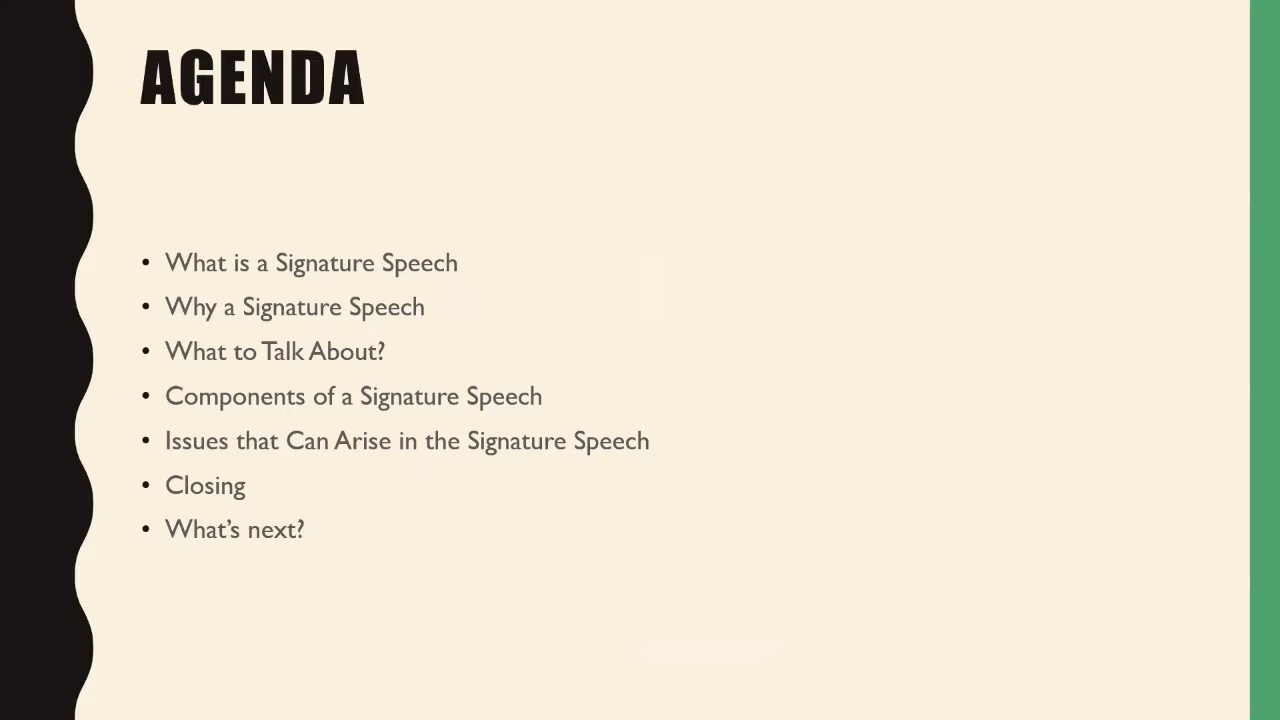 AGENDA
• What is a Signature Speech
• Why a Signature Speech
• What to Talk About?
• Components of a Signature Speech
• Issues that Can Arise in the Signature Speech
• Closing
• What’s next?